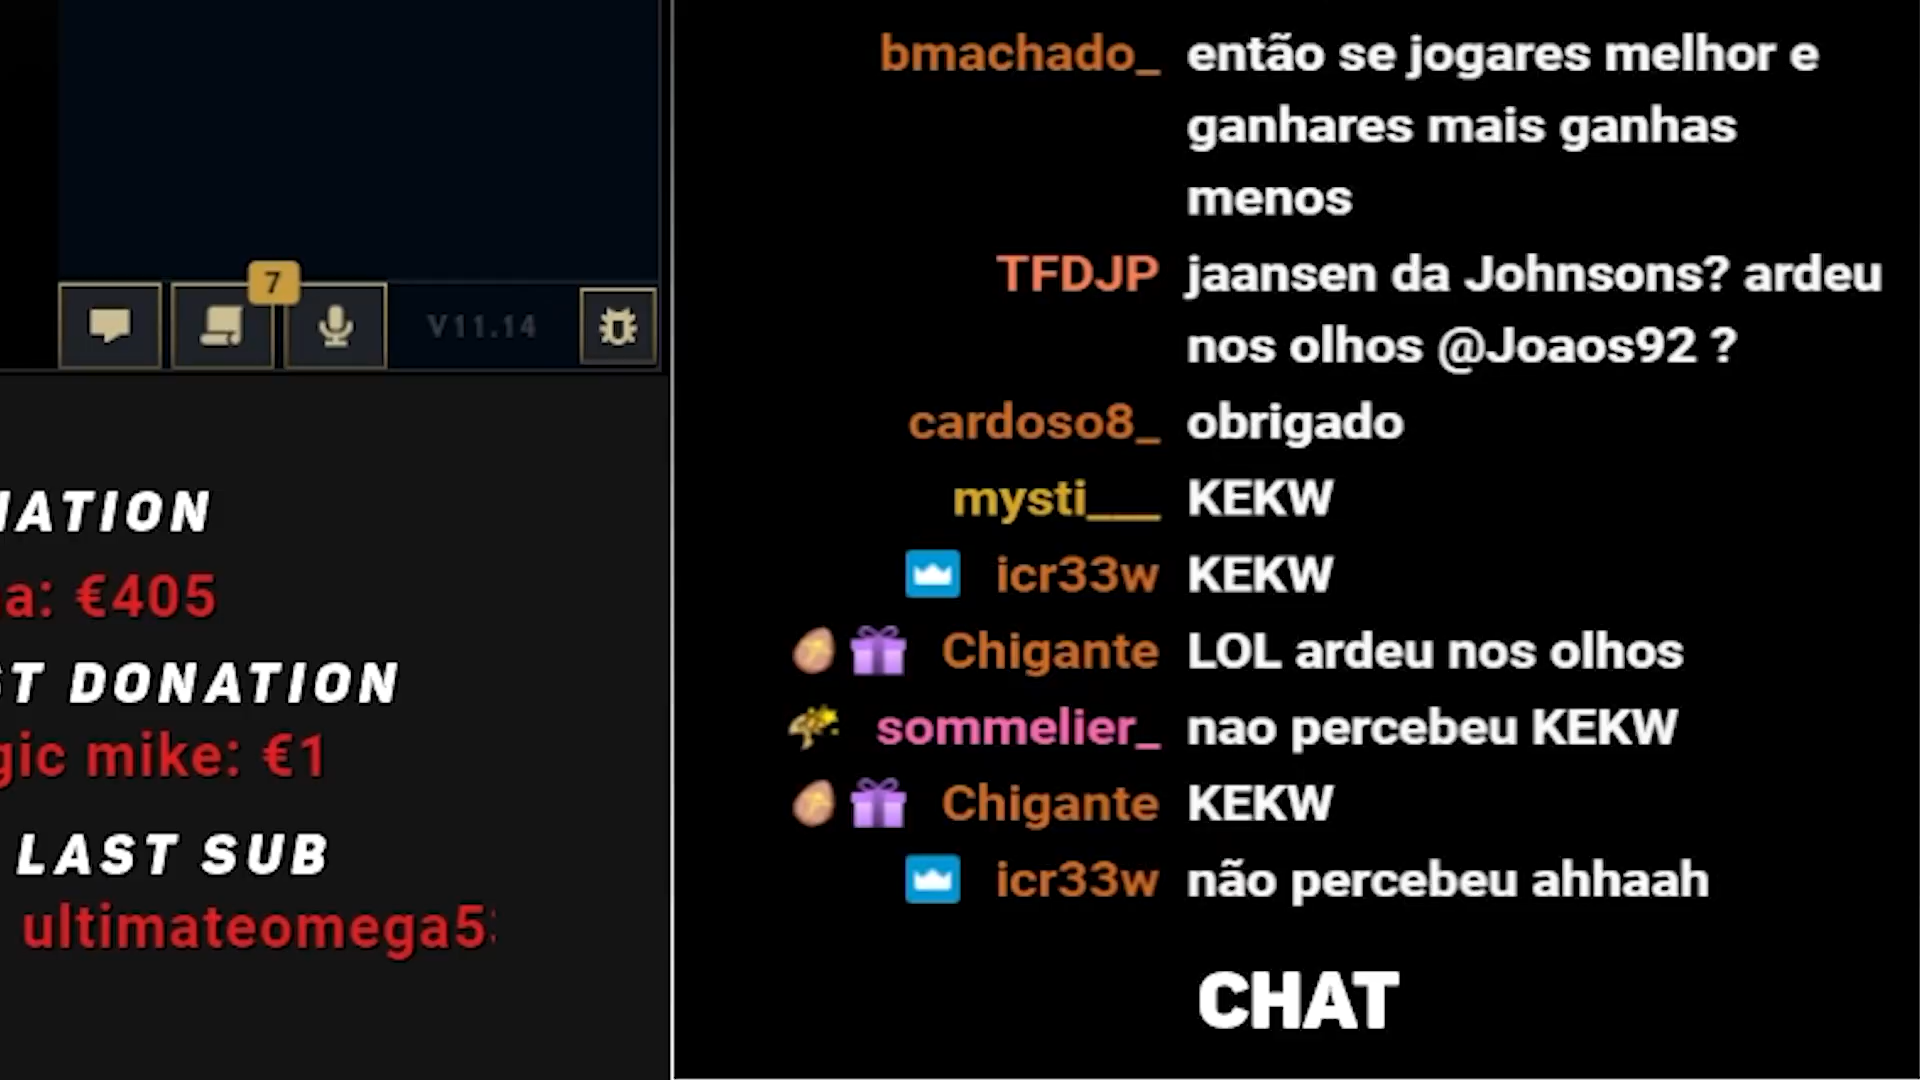 7
V11.14
NATION
a: €405
ST DONATION
gic mike: €1
LAST SUB
ultimateomega5
bmachado_ então se jogares melhor e
ganhares mais ganhas
menos
TFDJP jaansen da Johnsons? ardeu
nos olhos @Joaos92 ?
cardoso8_ obrigado
mysti___ KEKW
icr33w KEKW
Chigante LOL ardeu nos olhos
sommelier_ nao percebeu KEKW
Chigante KEKW
icr33w não percebeu ahhaah
CHAT